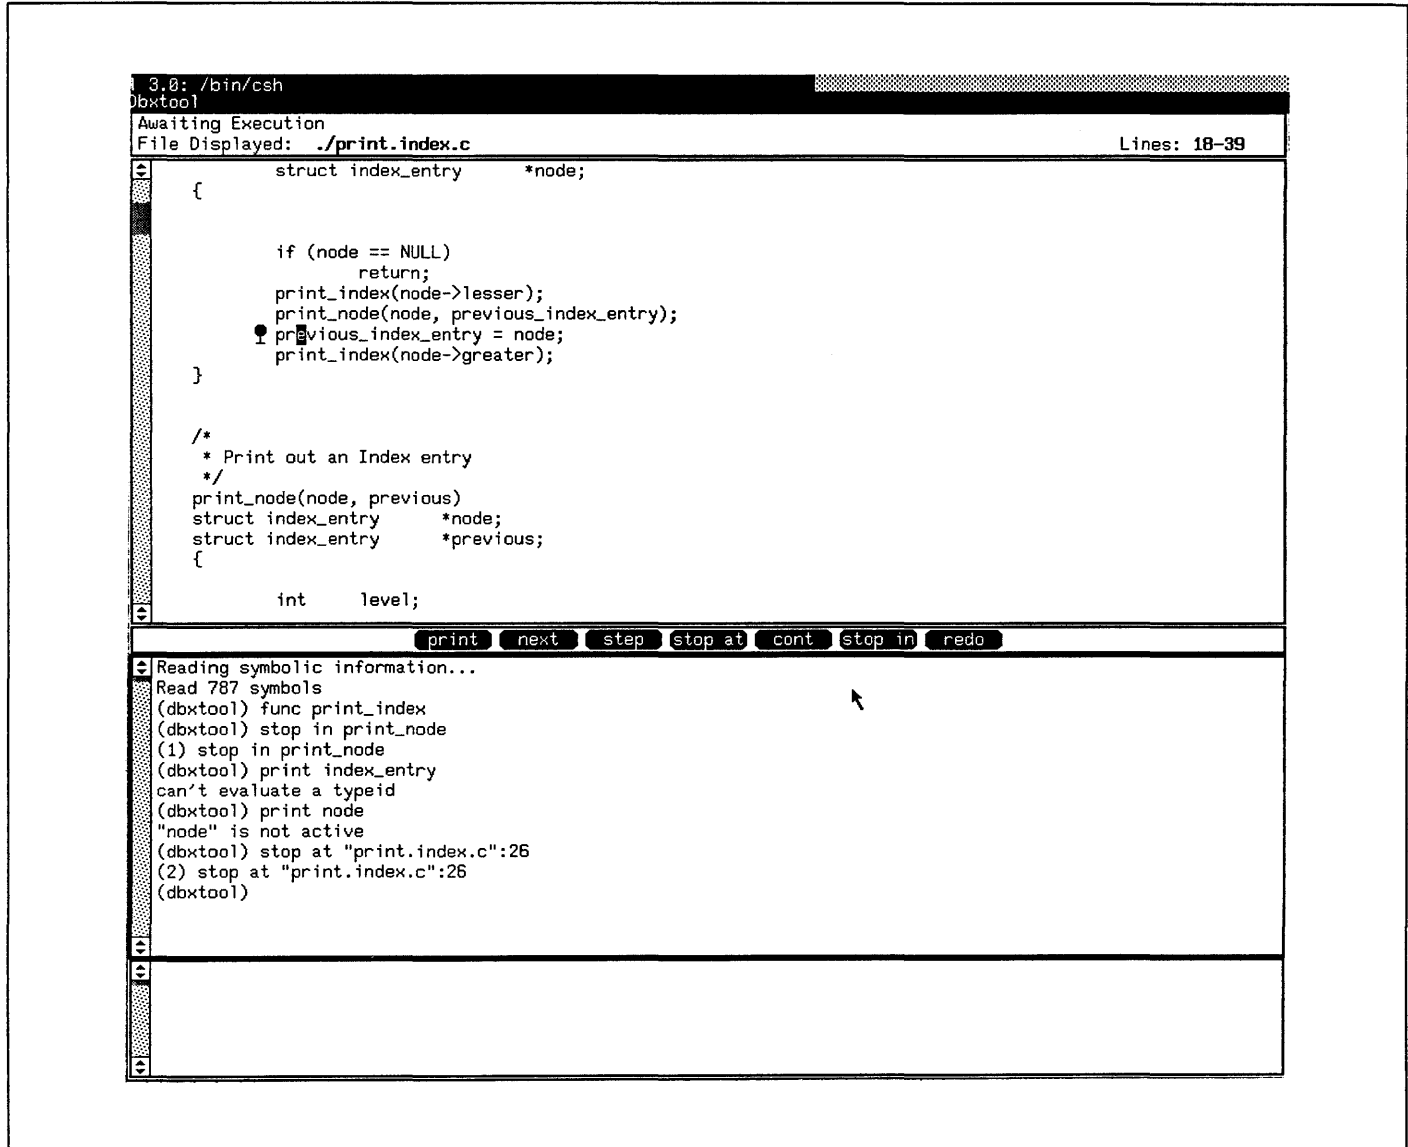 3.0: /bin/csh
Dbxtool
Awaiting Execution
File Displayed: ./print.index.c Lines: 18-39
struct index_entry *node;
{
if (node == NULL)
return;
print_index(node->lesser);
print_node(node, previous_index_entry);
previous_index_entry = node;
print_index(node->greater);
}
/*
* Print out an Index entry
*/
print_node(node, previous)
struct index_entry *node;
struct index_entry *previous;
{
int level;
print next step stop at cont stop in redo
Reading symbolic information...
Read 787 symbols
(dbxtool) func print_index
(dbxtool) stop in print_node
(1) stop in print_node
(dbxtool) print index_entry
can't evaluate a typeid
(dbxtool) print node
"node" is not active
(dbxtool) stop at "print.index.c":26
(2) stop at "print.index.c":26
(dbxtool)